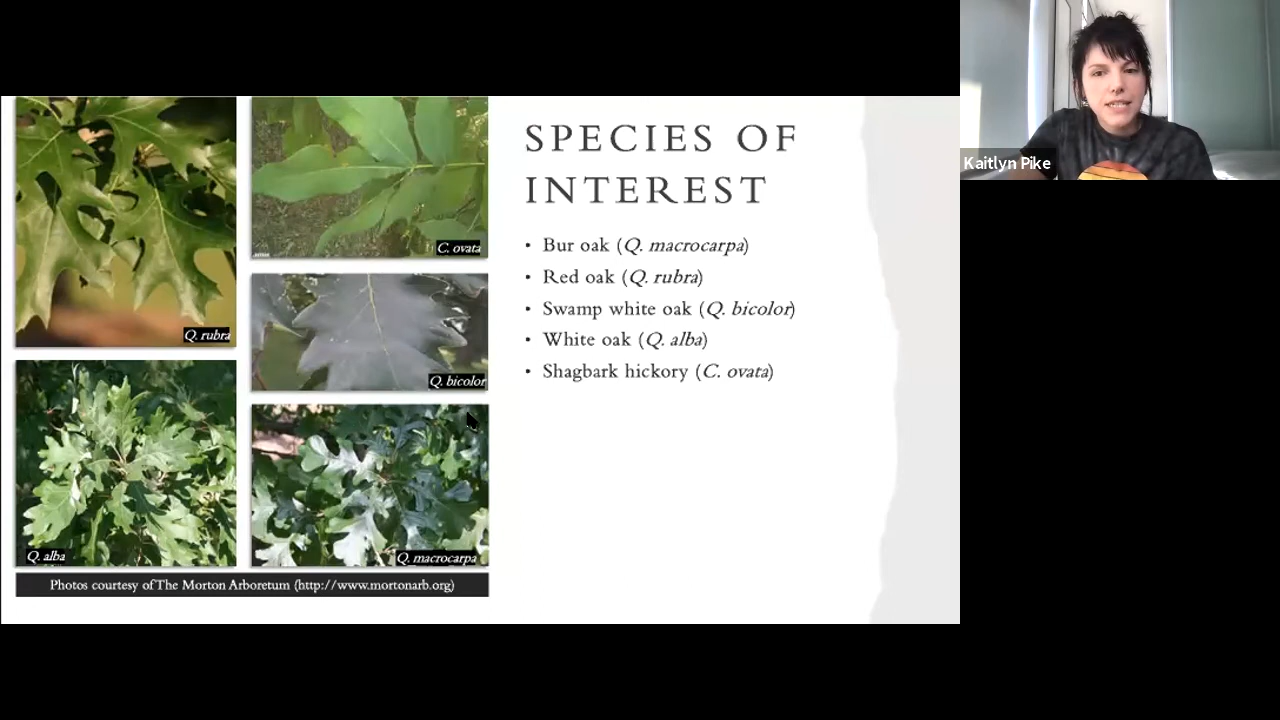 SPECIES OF
INTEREST
• Bur oak (Q. macrocarpa)
• Red oak (Q. rubra)
• Swamp white oak (Q. bicolor)
• White oak (Q. alba)
• Shagbark hickory (C. ovata)
Q. rubra
C. ovata
Q. bicolor
Q. alba
Q. macrocarpa
Photos courtesy of The Morton Arboretum (http://www.mortonarb.org)
Kaitlyn Pike